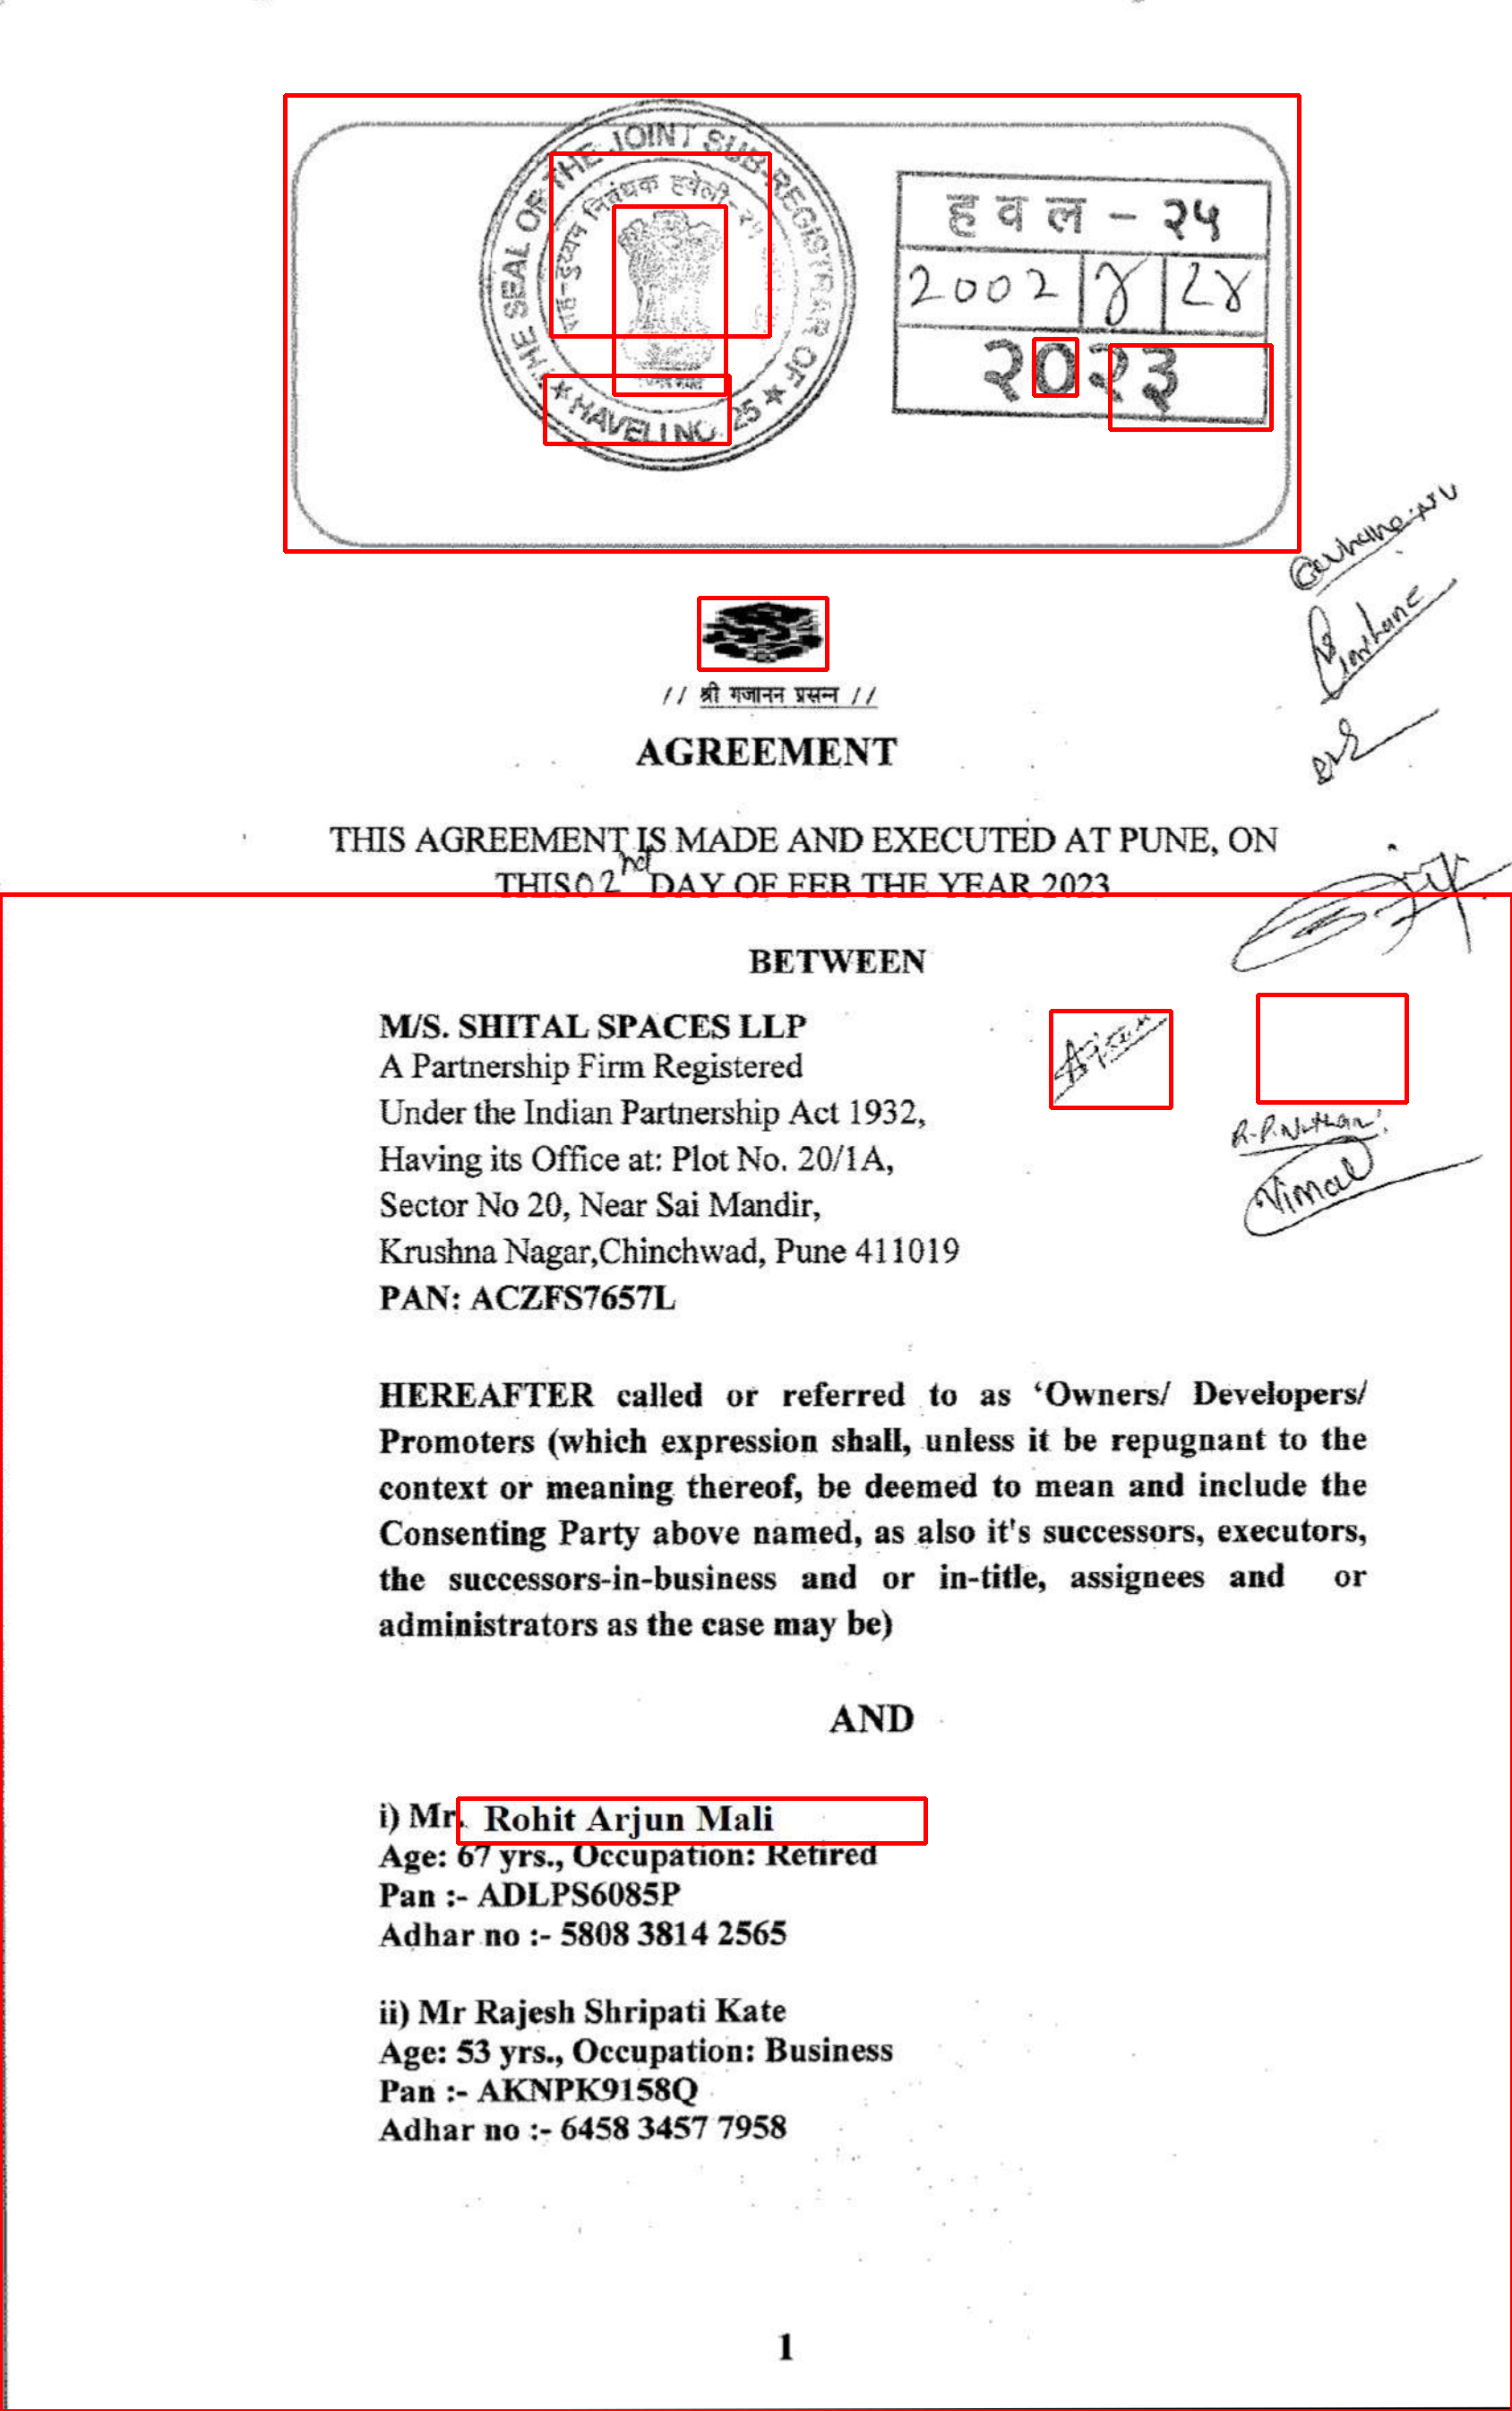 THE SEAL OF THE JOINT SUB-REGISTRAR OF
सह-दुय्यम निबंधक हवेली-२५
★ HAVELI NO. 25 ★
हवल - २५
2002 | 8 | 28
२०२३
// श्री गजानन प्रसन्न //
AGREEMENT
THIS AGREEMENT IS MADE AND EXECUTED AT PUNE, ON
THIS 02nd DAY OF FEB THE YEAR 2023
BETWEEN
M/S. SHITAL SPACES LLP
A Partnership Firm Registered
Under the Indian Partnership Act 1932,
Having its Office at: Plot No. 20/1A,
Sector No 20, Near Sai Mandir,
Krushna Nagar,Chinchwad, Pune 411019
PAN: ACZFS7657L
R.P.Nathan
Vimal
HEREAFTER called or referred to as ‘Owners/ Developers/
Promoters (which expression shall, unless it be repugnant to the
context or meaning thereof, be deemed to mean and include the
Consenting Party above named, as also it's successors, executors,
the successors-in-business and or in-title, assignees and or
administrators as the case may be)
AND
i) Mr. Rohit Arjun Mali
Age: 67 yrs., Occupation: Retired
Pan :- ADLPS6085P
Adhar no :- 5808 3814 2565
ii) Mr Rajesh Shripati Kate
Age: 53 yrs., Occupation: Business
Pan :- AKNPK9158Q
Adhar no :- 6458 3457 7958
1